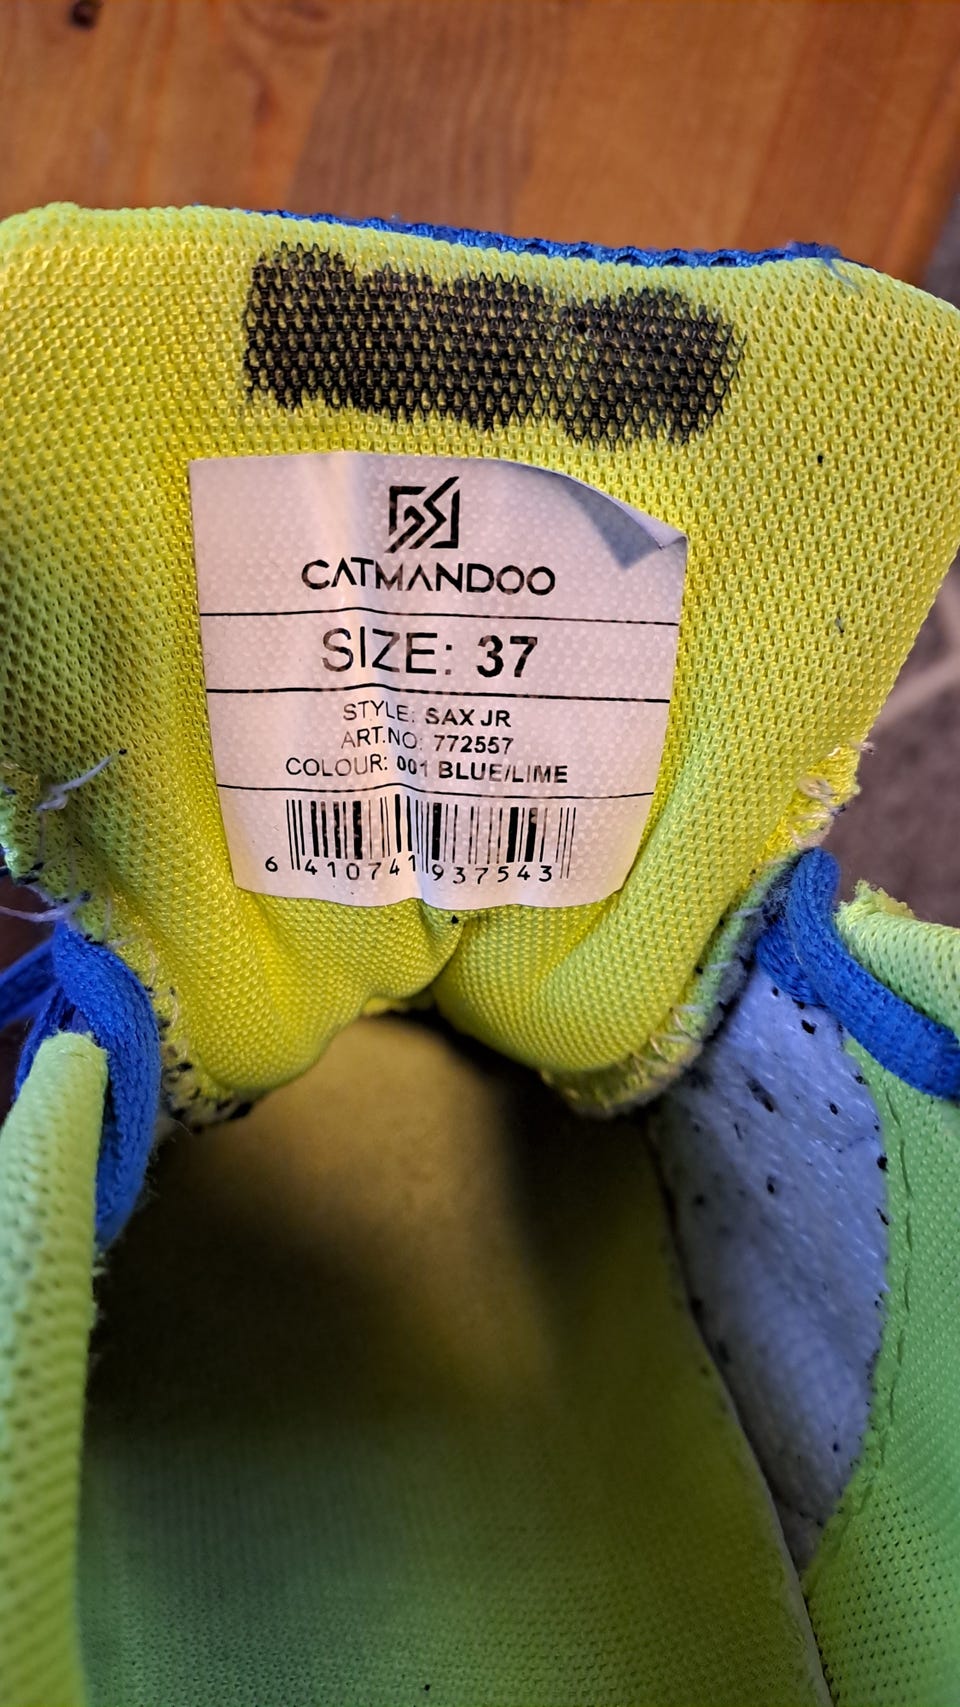 CATMANDOO
SIZE: 37
STYLE: SAX JR
ART.NO: 772557
COLOUR: 001 BLUE/LIME
6 410741 937543